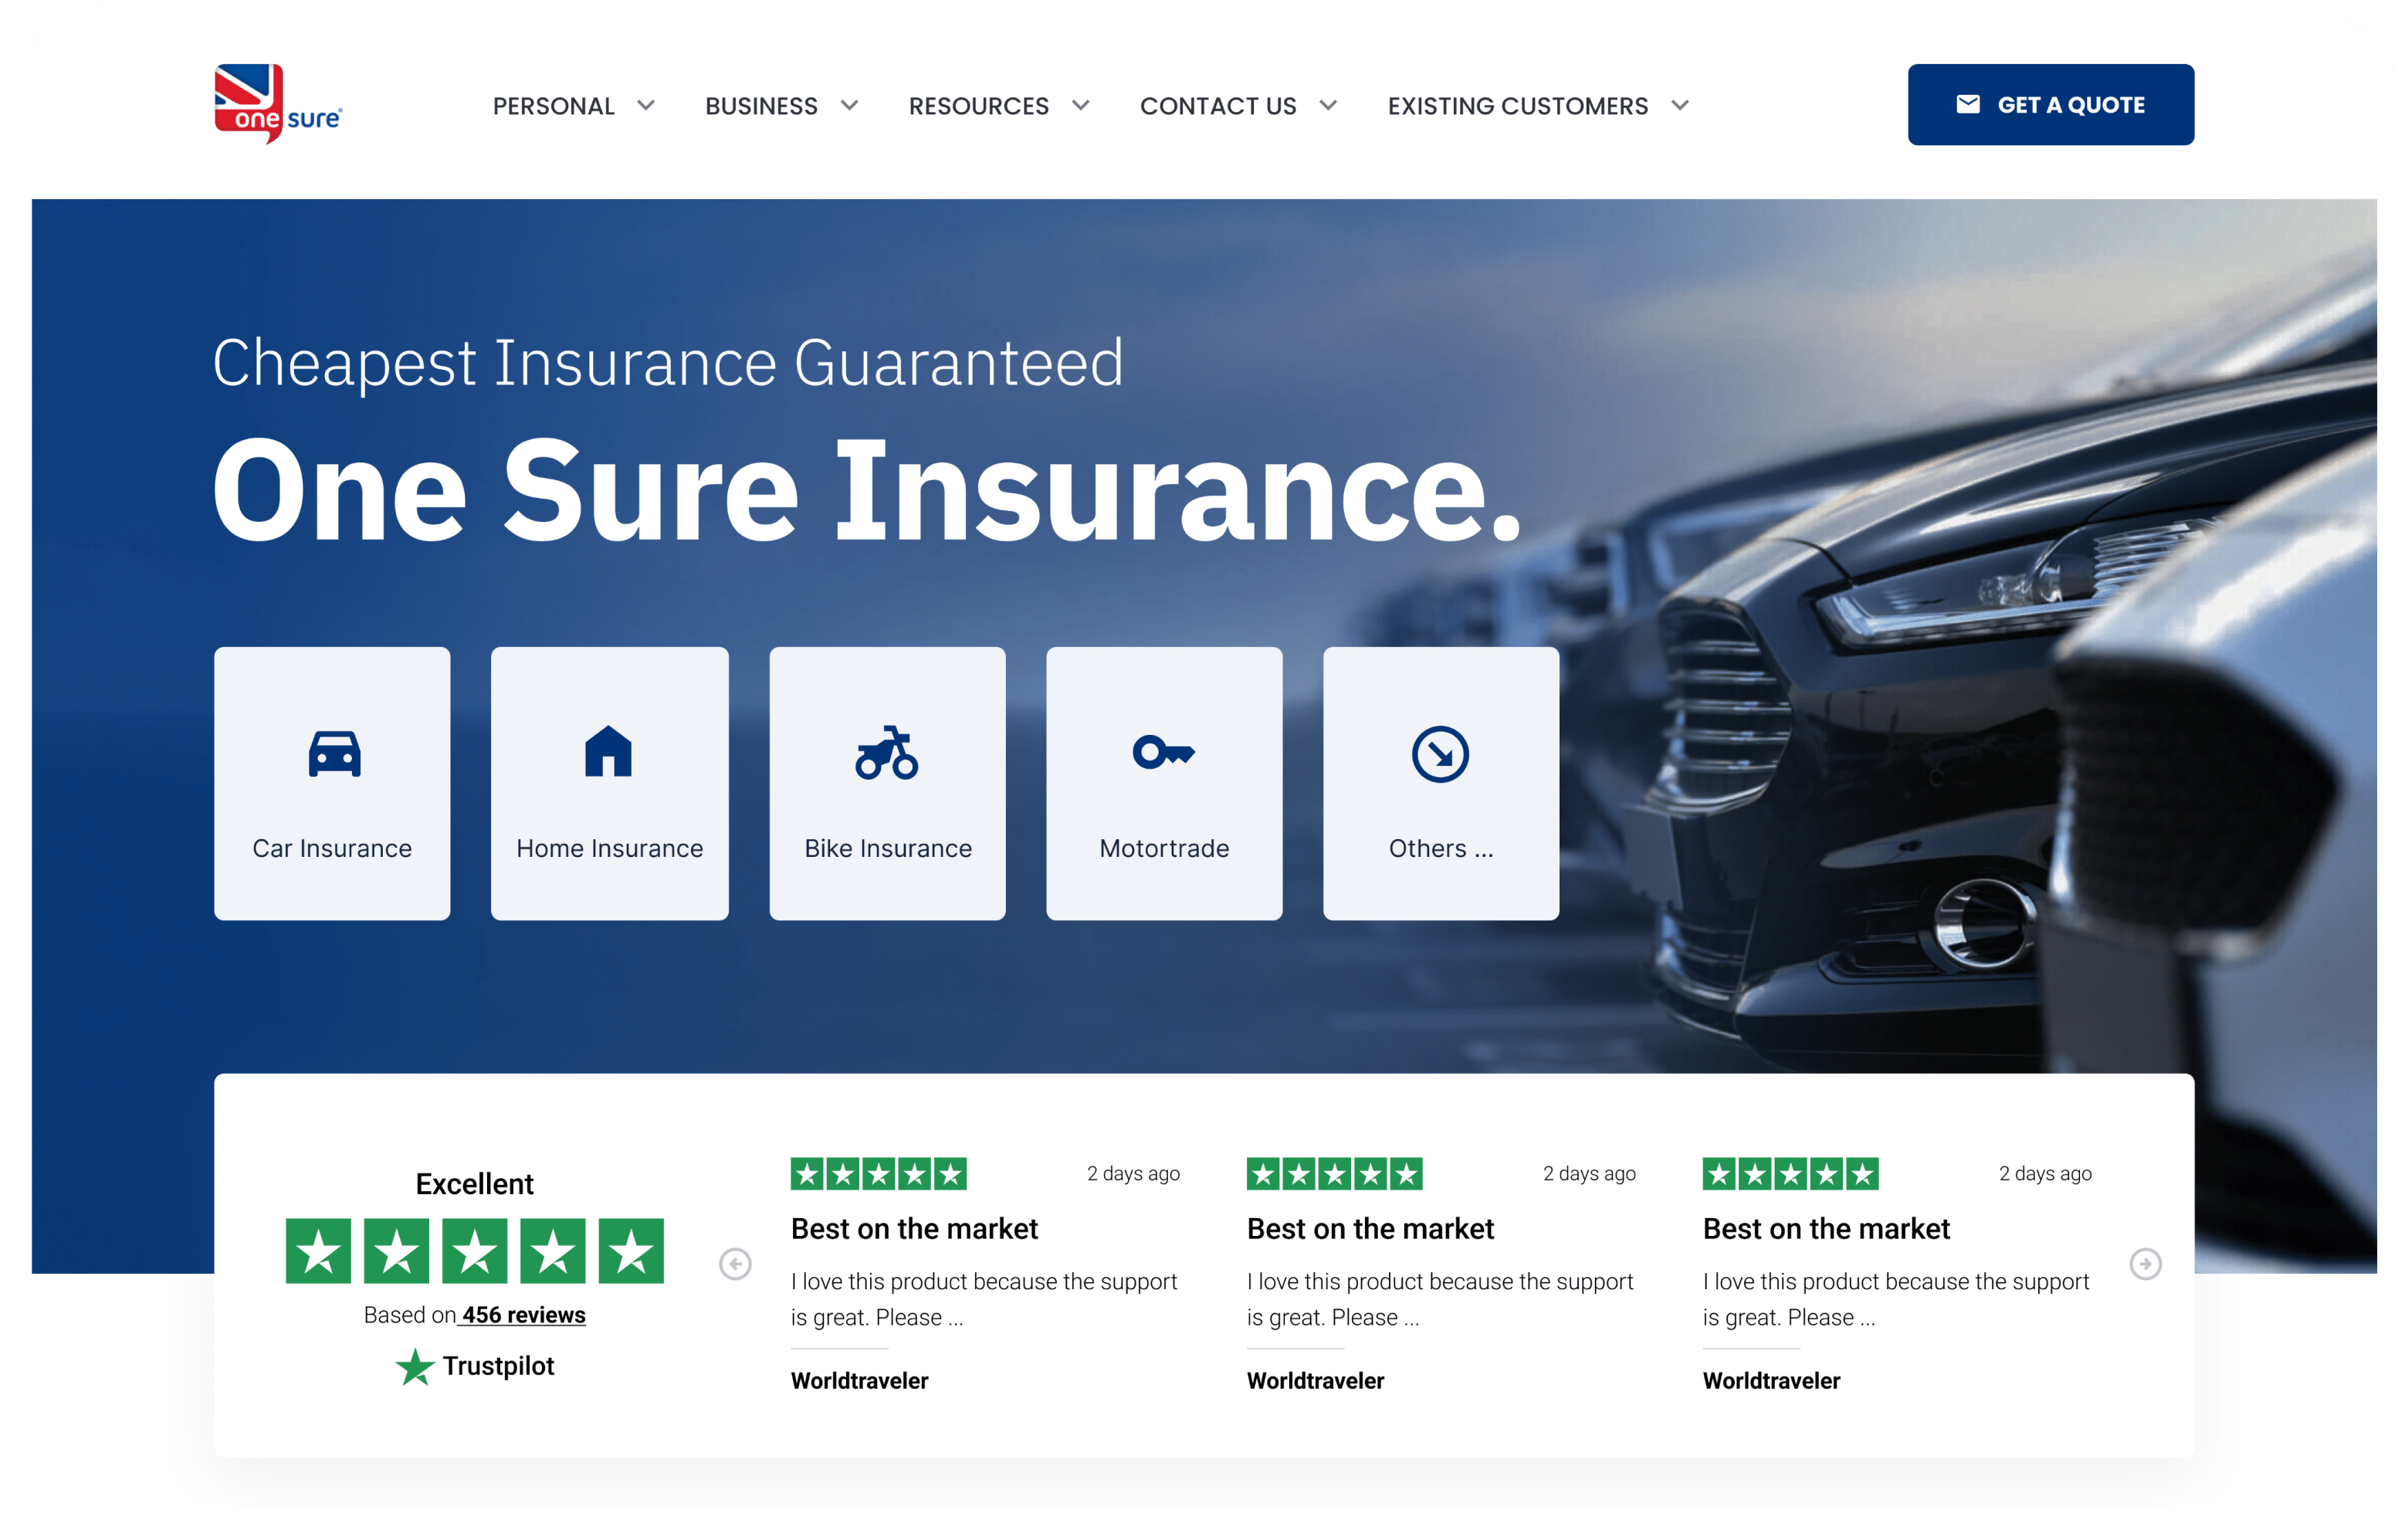 one sure
PERSONAL
BUSINESS
RESOURCES
CONTACT US
EXISTING CUSTOMERS
GET A QUOTE
Cheapest Insurance Guaranteed
One Sure Insurance.
Car Insurance
Home Insurance
Bike Insurance
Motortrade
Others ...
Excellent
Based on 456 reviews
Trustpilot
2 days ago
Best on the market
I love this product because the support
is great. Please ...
Worldtraveler
2 days ago
Best on the market
I love this product because the support
is great. Please ...
Worldtraveler
2 days ago
Best on the market
I love this product because the support
is great. Please ...
Worldtraveler